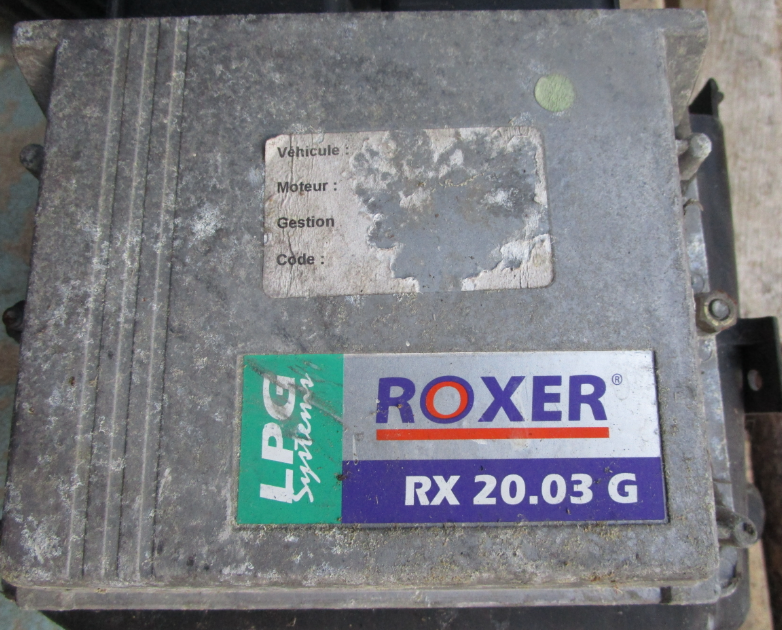 Véhicule :
Moteur :
Gestion
Code :
LPG
Systems
ROXER®
RX 20.03 G